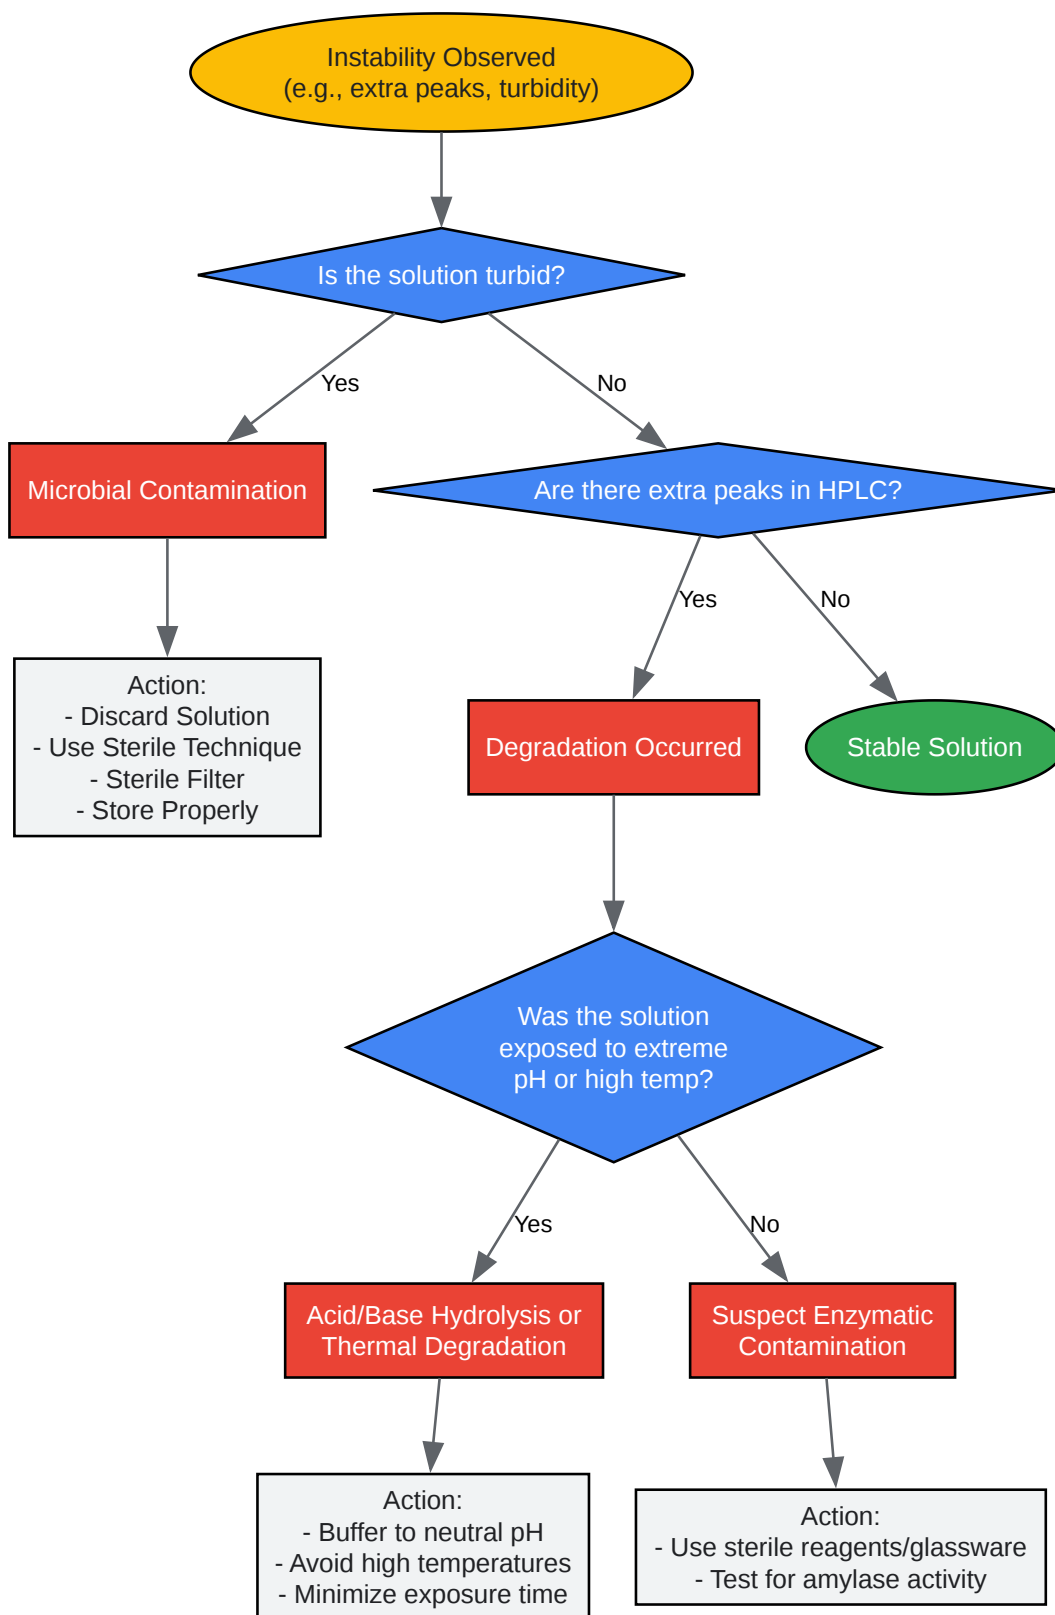 Instability Observed
(e.g., extra peaks, turbidity)
Is the solution turbid?
Yes
No
Microbial Contamination
Are there extra peaks in HPLC?
Yes
No
Action:
- Discard Solution
- Use Sterile Technique
- Sterile Filter
- Store Properly
Degradation Occurred
Stable Solution
Was the solution
exposed to extreme
pH or high temp?
Yes
No
Acid/Base Hydrolysis or
Thermal Degradation
Suspect Enzymatic
Contamination
Action:
- Buffer to neutral pH
- Avoid high temperatures
- Minimize exposure time
Action:
- Use sterile reagents/glassware
- Test for amylase activity